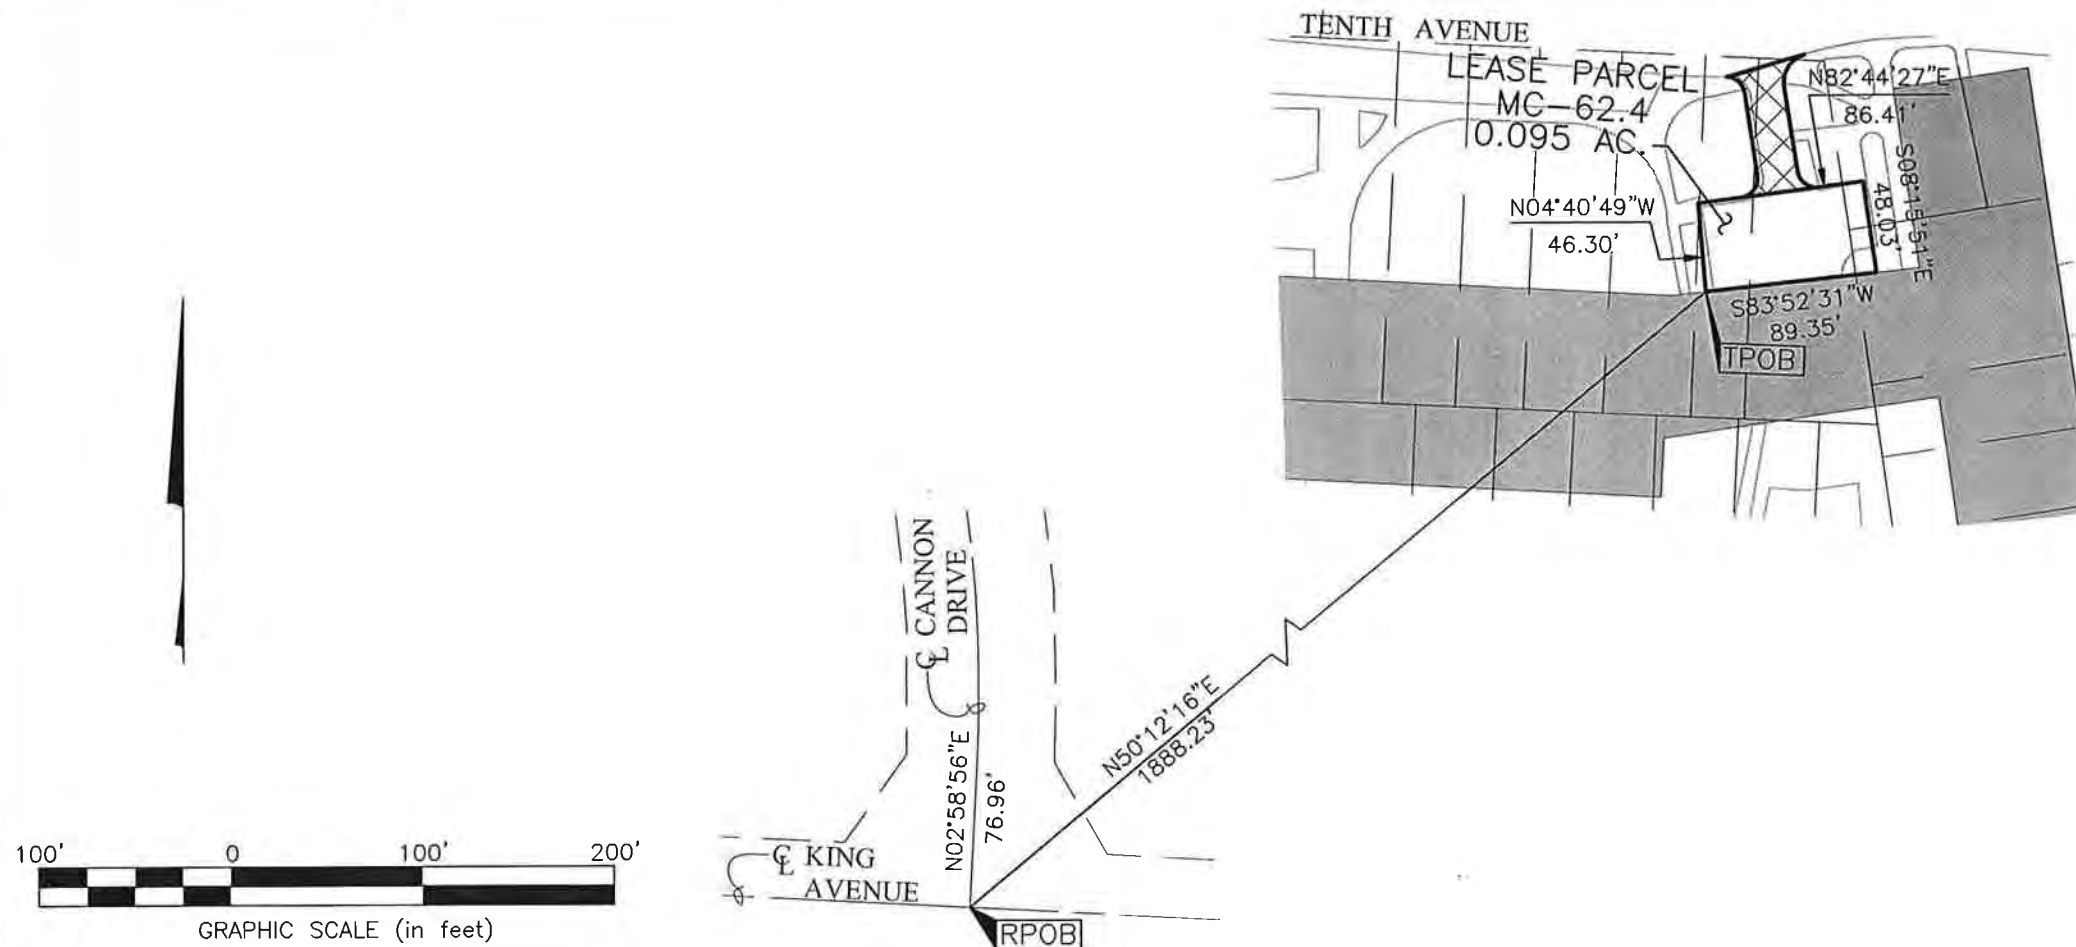 TENTH AVENUE
LEASE PARCEL
MC-62.4
0.095 AC.
N82°44'27"E
86.41'
S08°15'51"E
48.03'
N04°40'49"W
46.30'
S83°52'31"W
89.35'
TPOB
℄ CANNON
DRIVE
N50°12'16"E
1888.23'
N02°58'56"E
76.96'
℄ KING
AVENUE
RPOB
100' 0 100' 200'
GRAPHIC SCALE (in feet)